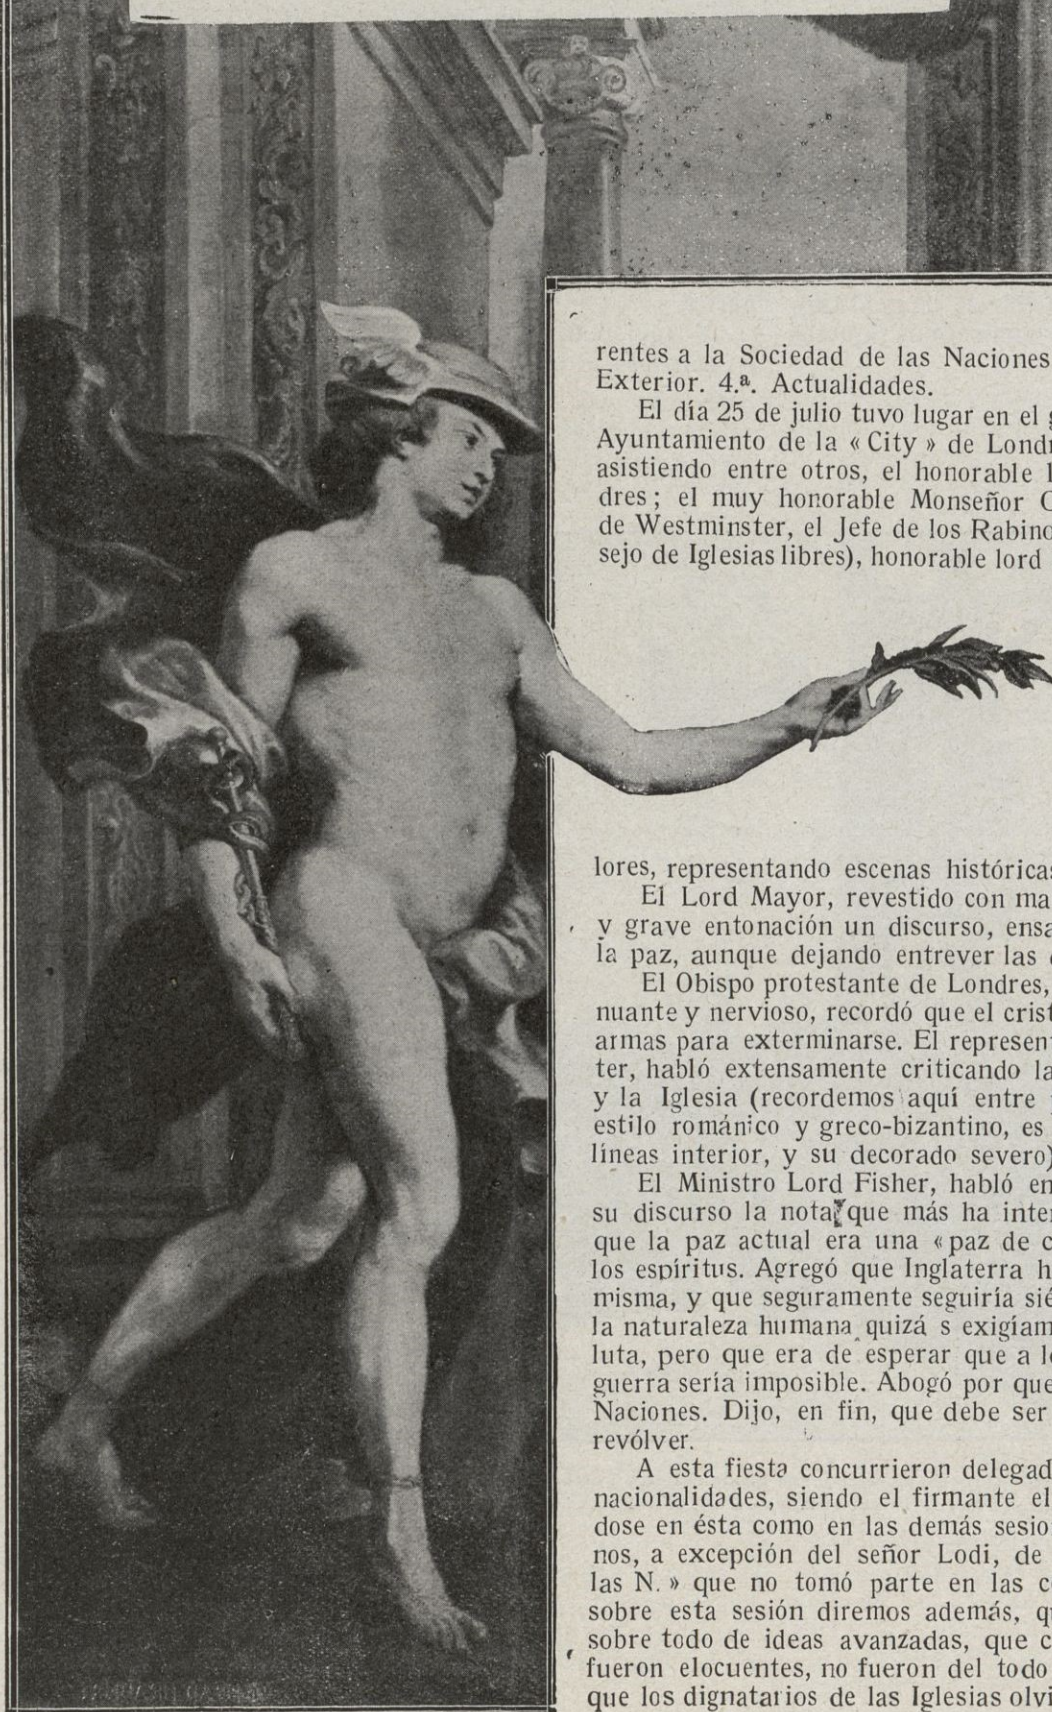 rentes a la Sociedad de las Naciones
Exterior. 4.ª. Actualidades.
El día 25 de julio tuvo lugar en el
Ayuntamiento de la « City » de Londr
asistiendo entre otros, el honorable
dres ; el muy honorable Monseñor
de Westminster, el Jefe de los Rabino
sejo de Iglesias libres), honorable lord
lores, representando escenas históricas
El Lord Mayor, revestido con ma
y grave entonación un discurso, ensa
la paz, aunque dejando entrever las
El Obispo protestante de Londres,
nuante y nervioso, recordó que el crist
armas para exterminarse. El represent
ter, habló extensamente criticando la
y la Iglesia (recordemos aquí entre
estilo románico y greco-bizantino, es
líneas interior, y su decorado severo)
El Ministro Lord Fisher, habló en
su discurso la nota que más ha inter
que la paz actual era una « paz de c
los espíritus. Agregó que Inglaterra h
misma, y que seguramente seguiría sié
la naturaleza humana quizá s exigíam
luta, pero que era de esperar que a l
guerra sería imposible. Abogó por que
Naciones. Dijo, en fin, que debe ser
revólver.
A esta fiesta concurrieron delegad
nacionalidades, siendo el firmante el
dose en ésta como en las demás sesio
nos, a excepción del señor Lodi, de
las N. » que no tomó parte en las c
sobre esta sesión diremos además, q
sobre todo de ideas avanzadas, que c
fueron elocuentes, no fueron del todo
que los dignatarios de las Iglesias olvi